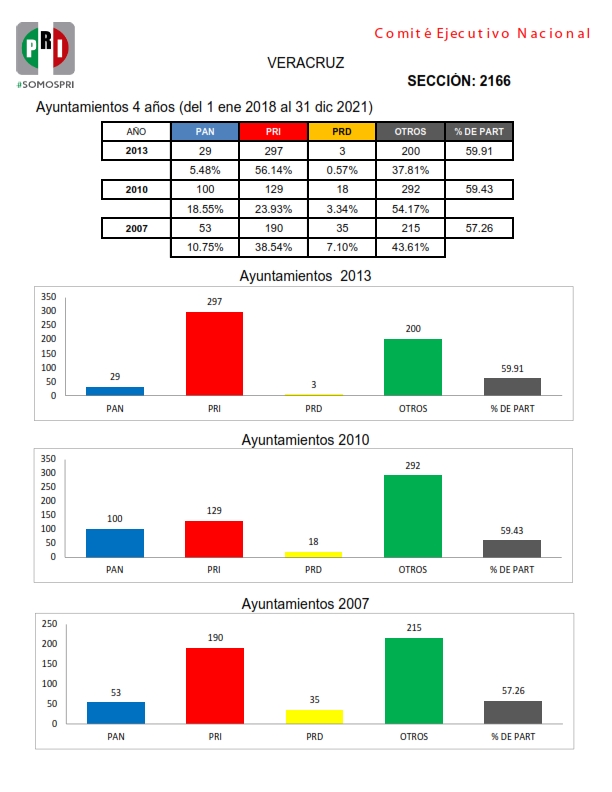 Comité Ejecutivo Nacional
PRI
#SOMOSPRI
VERACRUZ
SECCIÓN: 2166
Ayuntamientos 4 años (del 1 ene 2018 al 31 dic 2021)
AÑO PAN PRI PRD OTROS % DE PART
2013 29 297 3 200 59.91
5.48% 56.14% 0.57% 37.81%
2010 100 129 18 292 59.43
18.55% 23.93% 3.34% 54.17%
2007 53 190 35 215 57.26
10.75% 38.54% 7.10% 43.61%
Ayuntamientos 2013
350
300
250
200
150
100
50
0
29 297 3 200 59.91
PAN PRI PRD OTROS % DE PART
Ayuntamientos 2010
350
300
250
200
150
100
50
0
100 129 18 292 59.43
PAN PRI PRD OTROS % DE PART
Ayuntamientos 2007
250
200
150
100
50
0
53 190 35 215 57.26
PAN PRI PRD OTROS % DE PART